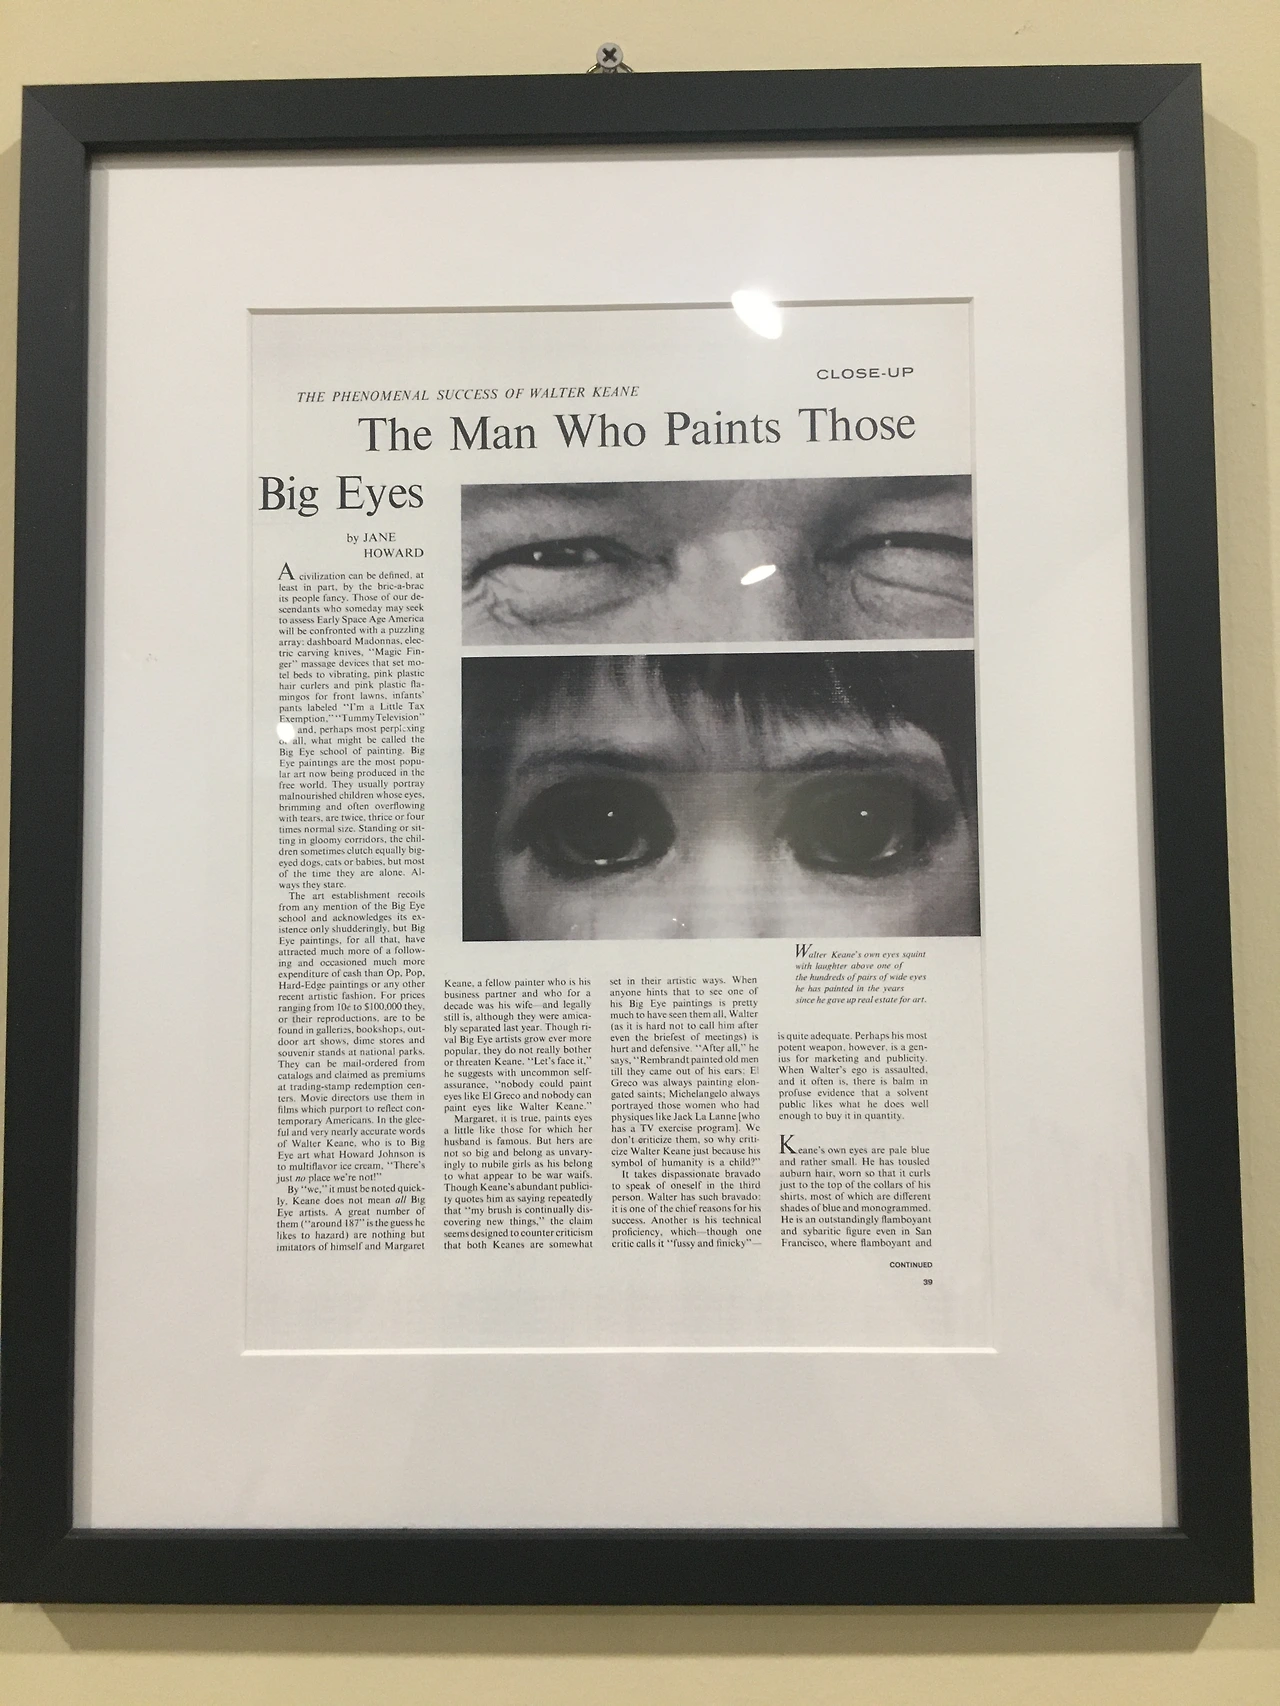 CLOSE-UP
THE PHENOMENAL SUCCESS OF WALTER KEANE
The Man Who Paints Those
Big Eyes
by JANE
HOWARD
A civilization can be defined, at
least in part, by the bric-a-brac
its people fancy. Those of our de-
scendants who someday may seek
to assess Early Space Age America
will be confronted with a puzzling
array: dashboard Madonnas, elec-
tric carving knives, "Magic Fin-
ger" massage devices that set mo-
tel beds to vibrating, pink plastic
hair curlers and pink plastic fla-
mingos for front lawns, infants'
pants labeled "I'm a Little Tax
Exemption," "Tummy Television"
and, perhaps most perplexing
of all, what might be called the
Big Eye school of painting. Big
Eye paintings are the most popu-
lar art now being produced in the
free world. They usually portray
malnourished children whose eyes,
brimming and often overflowing
with tears, are twice, thrice or four
times normal size. Standing or sit-
ting in gloomy corridors, the chil-
dren sometimes clutch equally big-
eyed dogs, cats or babies, but most
of the time they are alone. Al-
ways they stare.
The art establishment recoils
from any mention of the Big Eye
school and acknowledges its ex-
istence only shudderingly, but Big
Eye paintings, for all that, have
attracted much more of a follow-
ing and occasioned much more
expenditure of cash than Op, Pop,
Hard-Edge paintings or any other
recent artistic fashion. For prices
ranging from 10¢ to $100,000 they,
or their reproductions, are to be
found in galleries, bookshops, out-
door art shows, dime stores and
souvenir stands at national parks.
They can be mail-ordered from
catalogs and claimed as premiums
at trading-stamp redemption cen-
ters. Movie directors use them in
films which purport to reflect con-
temporary Americans. In the glee-
ful and very nearly accurate words
of Walter Keane, who is to Big
Eye art what Howard Johnson is
to multiflavor ice cream, "There's
just no place we're not!"
By "we," it must be noted quick-
ly, Keane does not mean all Big
Eye artists. A great number of
them ("around 187" is the guess he
likes to hazard) are nothing but
imitators of himself and Margaret
Keane, a fellow painter who is his
business partner and who for a
decade was his wife—and legally
still is, although they were amica-
bly separated last year. Though ri-
val Big Eye artists grow ever more
popular, they do not really bother
or threaten Keane. "Let's face it,"
he suggests with uncommon self-
assurance, "nobody could paint
eyes like El Greco and nobody can
paint eyes like Walter Keane."
Margaret, it is true, paints eyes
a little like those for which her
husband is famous. But hers are
not so big and belong as unvary-
ingly to nubile girls as his belong
to what appear to be war waifs.
Though Keane's abundant publici-
ty quotes him as saying repeatedly
that "my brush is continually dis-
covering new things," the claim
seems designed to counter criticism
that both Keanes are somewhat
set in their artistic ways. When
anyone hints that to see one of
his Big Eye paintings is pretty
much to have seen them all, Walter
(as it is hard not to call him after
even the briefest of meetings) is
hurt and defensive. "After all," he
says, "Rembrandt painted old men
till they came out of his ears; El
Greco was always painting elon-
gated saints; Michelangelo always
portrayed those women who had
physiques like Jack La Lanne [who
has a TV exercise program]. We
don't criticize them, so why criti-
cize Walter Keane just because his
symbol of humanity is a child?"
It takes dispassionate bravado
to speak of oneself in the third
person. Walter has such bravado:
it is one of the chief reasons for his
success. Another is his technical
proficiency, which—though one
critic calls it "fussy and finicky"—
Walter Keane's own eyes squint
with laughter above one of
the hundreds of pairs of wide eyes
he has painted in the years
since he gave up real estate for art.
is quite adequate. Perhaps his most
potent weapon, however, is a gen-
ius for marketing and publicity.
When Walter's ego is assaulted,
and it often is, there is balm in
profuse evidence that a solvent
public likes what he does well
enough to buy it in quantity.
Keane's own eyes are pale blue
and rather small. He has tousled
auburn hair, worn so that it curls
just to the top of the collars of his
shirts, most of which are different
shades of blue and monogrammed.
He is an outstandingly flamboyant
and sybaritic figure even in San
Francisco, where flamboyant and
CONTINUED
39